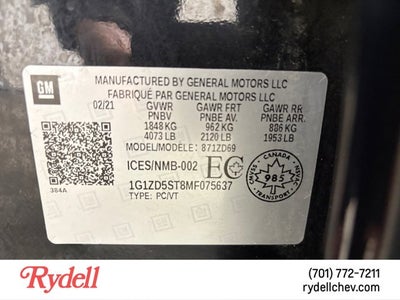 GM
MANUFACTURED BY GENERAL MOTORS LLC
FABRIQUÉ PAR GENERAL MOTORS LLC
02/21 GVWR GAWR FRT GAWR RR
PNBV PNBE AV. PNBE ARR.
1848 KG 962 KG 886 KG
4073 LB 2120 LB 1953 LB
MODEL/MODELE: 871ZD69
ICES/NMB-002 EC
CANADA
985
TRANSPORT
1G1ZD5ST8MF075637
TYPE: PC/VT
384A
Rydell
(701) 772-7211
rydellchev.com